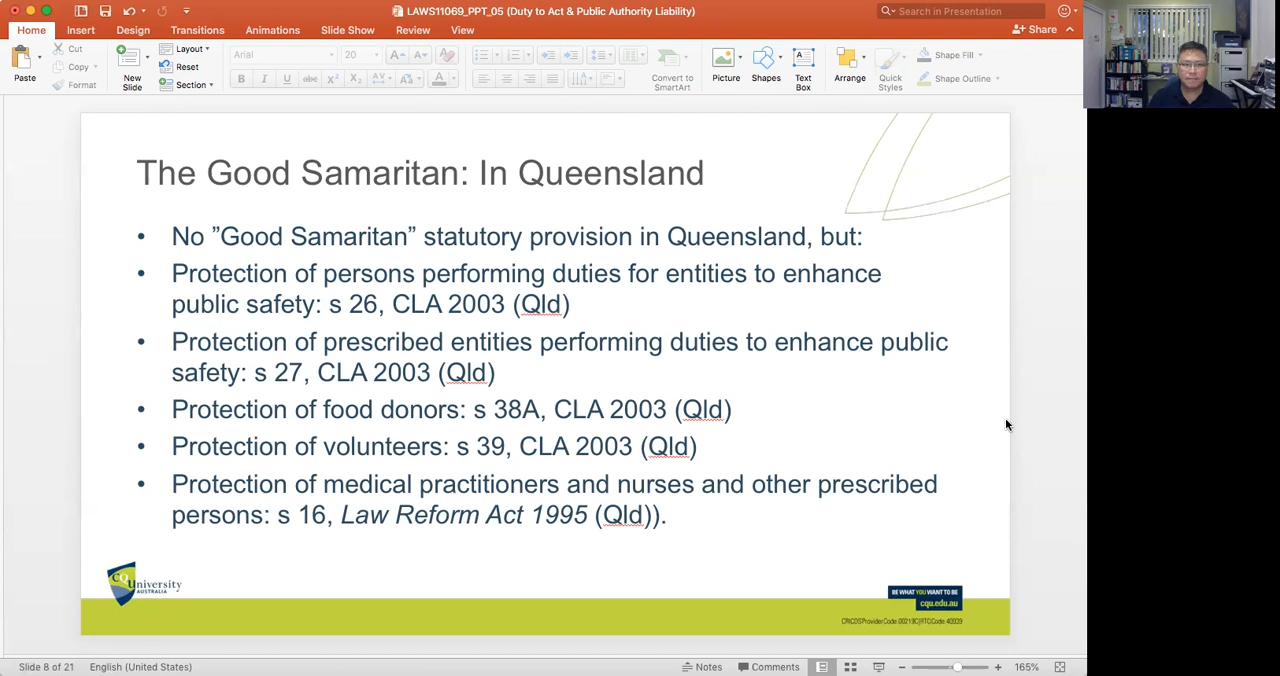 LAWS11069_PPT_05 (Duty to Act & Public Authority Liability)
Search in Presentation
Home Insert Design Transitions Animations Slide Show Review View
Share
Paste
Cut
Copy
Format
New Slide
Layout
Reset
Section
Arial 20
Convert to SmartArt
Picture
Shapes
Text Box
Arrange
Quick Styles
Shape Fill
Shape Outline
The Good Samaritan: In Queensland
• No ”Good Samaritan” statutory provision in Queensland, but:
• Protection of persons performing duties for entities to enhance
public safety: s 26, CLA 2003 (Qld)
• Protection of prescribed entities performing duties to enhance public
safety: s 27, CLA 2003 (Qld)
• Protection of food donors: s 38A, CLA 2003 (Qld)
• Protection of volunteers: s 39, CLA 2003 (Qld)
• Protection of medical practitioners and nurses and other prescribed
persons: s 16, Law Reform Act 1995 (Qld)).
CQUniversity
AUSTRALIA
BE WHAT YOU WANT TO BE
cqu.edu.au
Slide 8 of 21 English (United States) Notes Comments 165%